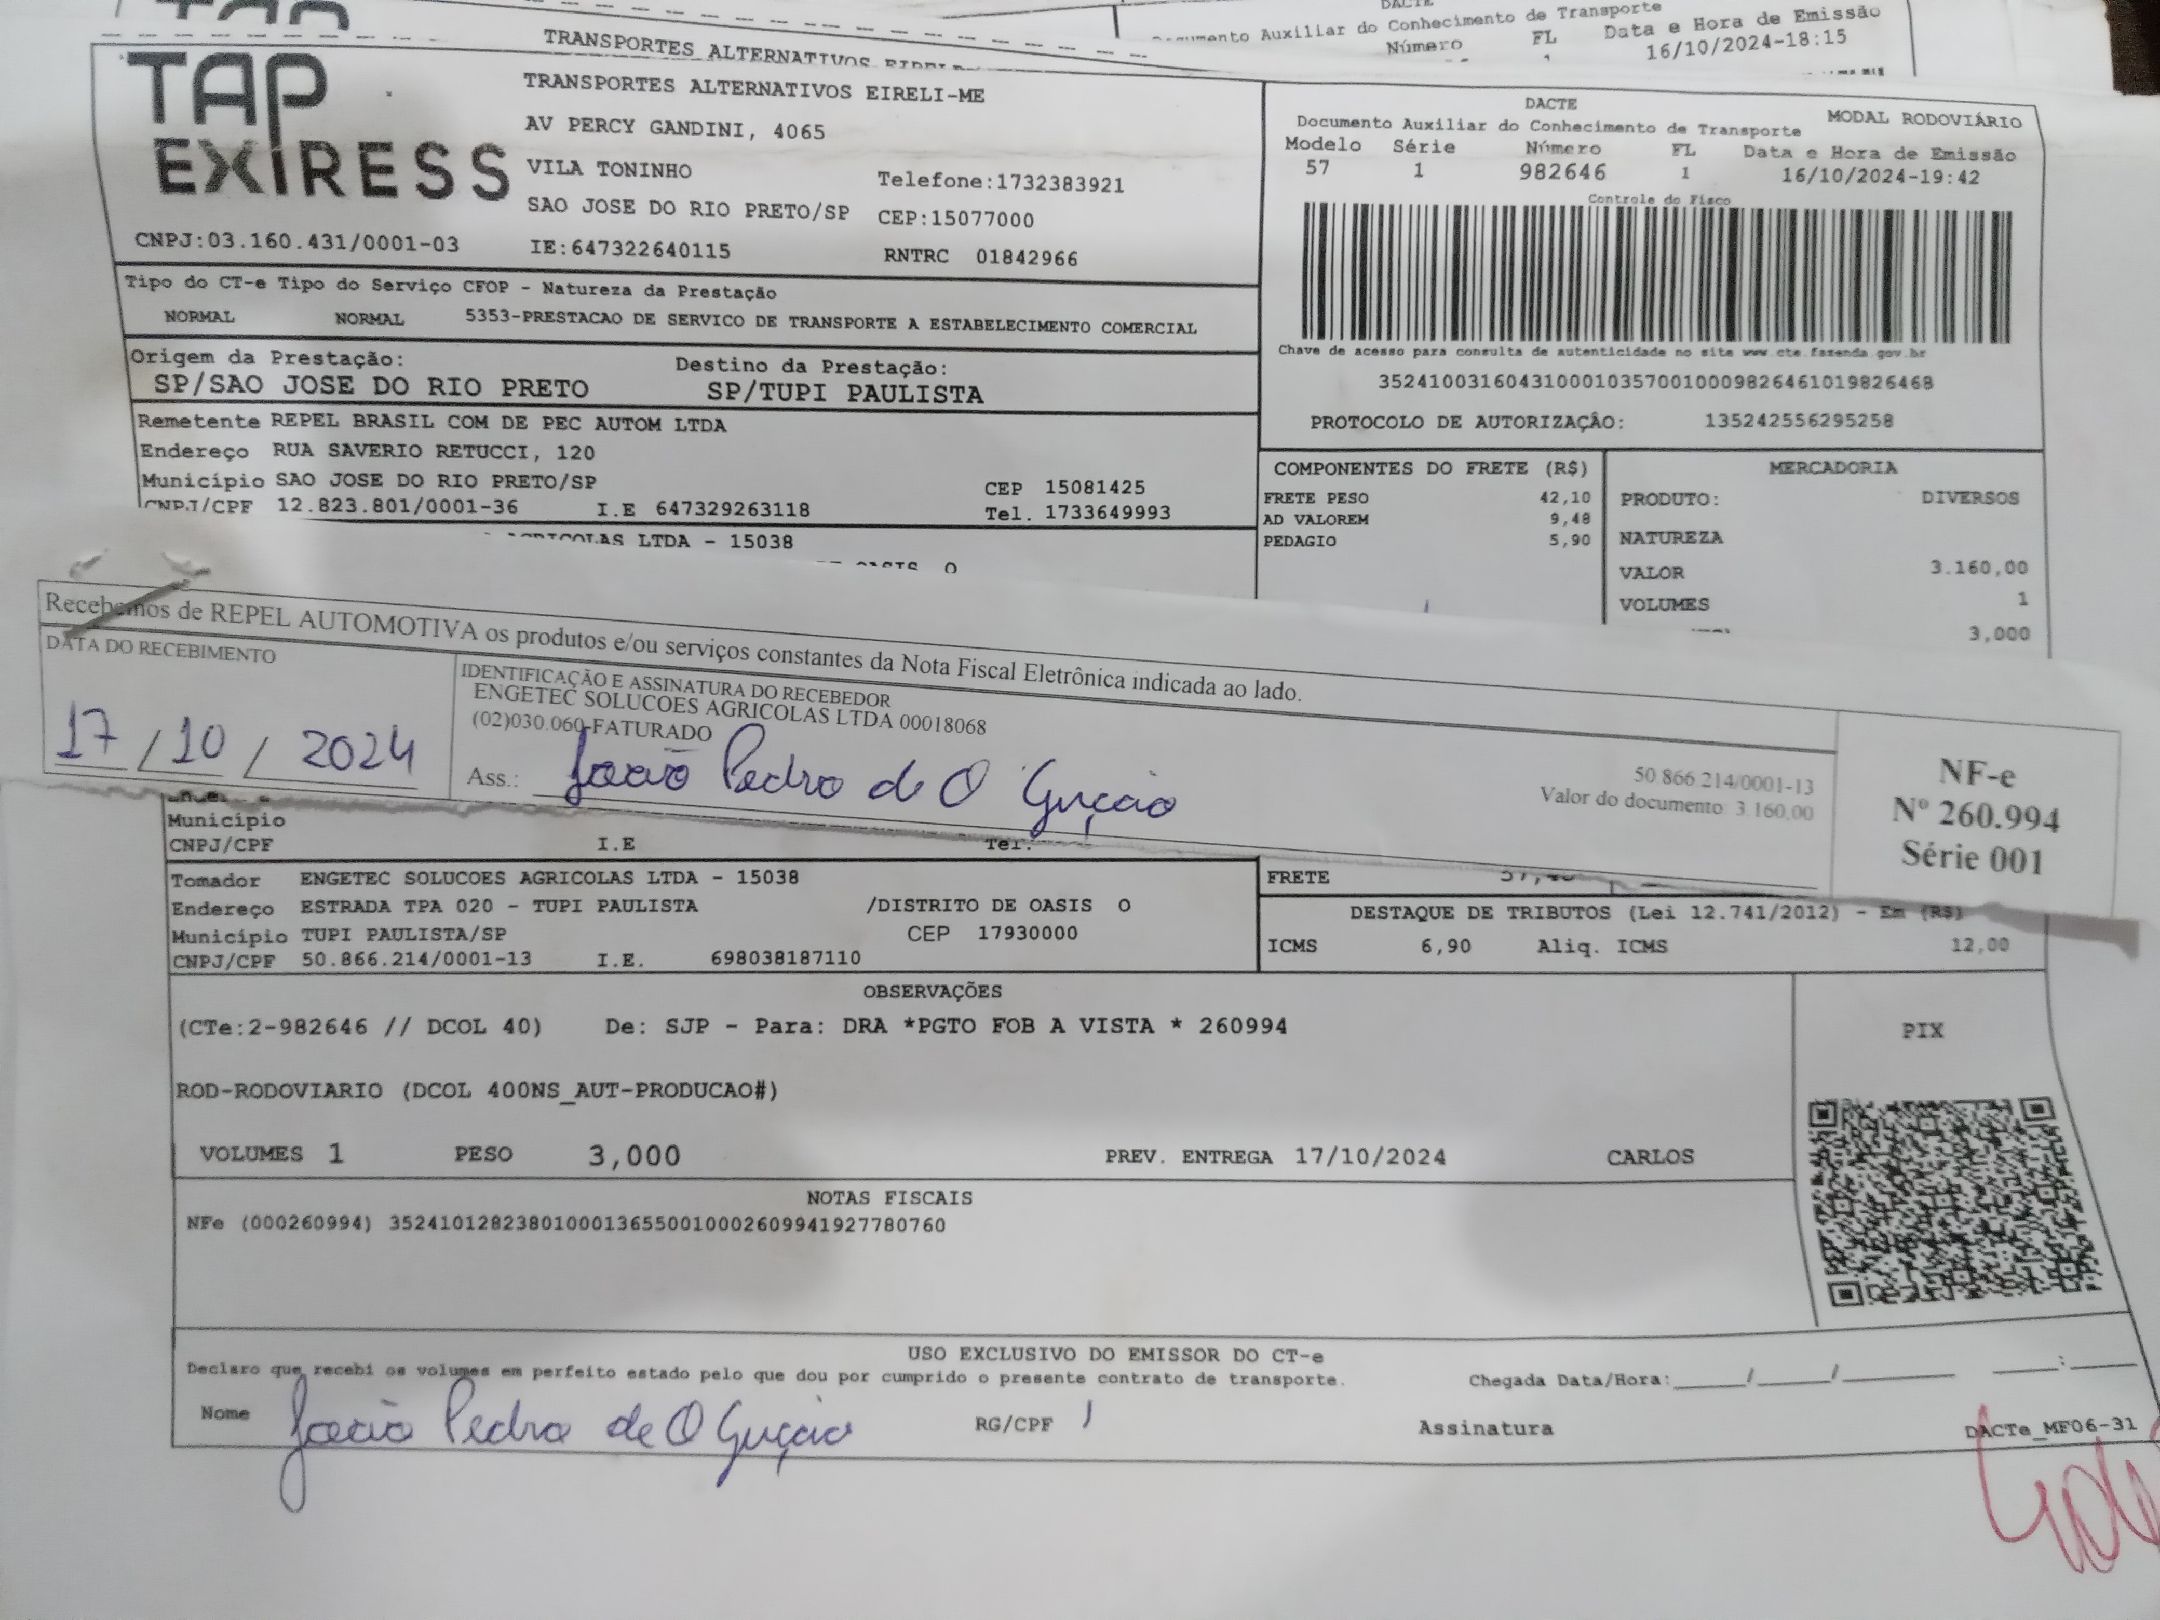 DACTE
Documento Auxiliar do Conhecimento de Transporte
Número FL Data e Hora de Emissão
16/10/2024-18:15
TRANSPORTES ALTERNATIVOS
TAP
EXIRESS
TRANSPORTES ALTERNATIVOS EIRELI-ME
AV PERCY GANDINI, 4065
VILA TONINHO Telefone:1732383921
SAO JOSE DO RIO PRETO/SP CEP:15077000
CNPJ:03.160.431/0001-03 IE:647322640115 RNTRC 01842966
DACTE MODAL RODOVIÁRIO
Documento Auxiliar do Conhecimento de Transporte
Modelo Série Número FL Data e Hora de Emissão
57 1 982646 1 16/10/2024-19:42
Controle do Fisco
Chave de acesso para consulta de autenticidade no site www.cte.fazenda.gov.br
35241003160431000103570010009826461019826468
PROTOCOLO DE AUTORIZAÇÂO: 135242556295258
Tipo do CT-e Tipo do Serviço CFOP - Natureza da Prestação
NORMAL NORMAL 5353-PRESTACAO DE SERVICO DE TRANSPORTE A ESTABELECIMENTO COMERCIAL
Origem da Prestação: Destino da Prestação:
SP/SAO JOSE DO RIO PRETO SP/TUPI PAULISTA
Remetente REPEL BRASIL COM DE PEC AUTOM LTDA
Endereço RUA SAVERIO RETUCCI, 120
Município SAO JOSE DO RIO PRETO/SP CEP 15081425
CNPJ/CPF 12.823.801/0001-36 I.E 647329263118 Tel. 1733649993
COMPONENTES DO FRETE (R$)
FRETE PESO 42,10
AD VALOREM 9,48
PEDAGIO 5,90
MERCADORIA
PRODUTO: DIVERSOS
NATUREZA
VALOR 3.160,00
VOLUMES 1
3,000
LTDA - 15038
Recebemos de REPEL AUTOMOTIVA os produtos e/ou serviços constantes da Nota Fiscal Eletrônica indicada ao lado.
DATA DO RECEBIMENTO
17/10/2024
IDENTIFICAÇÃO E ASSINATURA DO RECEBEDOR
ENGETEC SOLUCOES AGRICOLAS LTDA 00018068
(02)030.060-FATURADO
Ass.: João Pedro de O
50.866.214/0001-13
Valor do documento 3.160,00
NF-e
Nº 260.994
Série 001
Município
CNPJ/CPF I.E Tel.
Tomador ENGETEC SOLUCOES AGRICOLAS LTDA - 15038
Endereço ESTRADA TPA 020 - TUPI PAULISTA /DISTRITO DE OASIS O
Município TUPI PAULISTA/SP CEP 17930000
CNPJ/CPF 50.866.214/0001-13 I.E. 698038187110
FRETE
DESTAQUE DE TRIBUTOS (Lei 12.741/2012) - Em (R$)
ICMS 6,90 Aliq. ICMS 12,00
OBSERVAÇÕES
(CTe:2-982646 // DCOL 40) De: SJP - Para: DRA *PGTO FOB A VISTA * 260994
ROD-RODOVIARIO (DCOL 400NS_AUT-PRODUCAO#)
VOLUMES 1 PESO 3,000 PREV. ENTREGA 17/10/2024 CARLOS
PIX
NOTAS FISCAIS
NFe (000260994) 35241012823801000136550010002609941927780760
USO EXCLUSIVO DO EMISSOR DO CT-e
Declaro que recebi os volumes em perfeito estado pelo que dou por cumprido o presente contrato de transporte.
Chegada Data/Hora:____/____/____ ____:____
Nome João Pedro de O RG/CPF Assinatura
DACTe_MF06-31